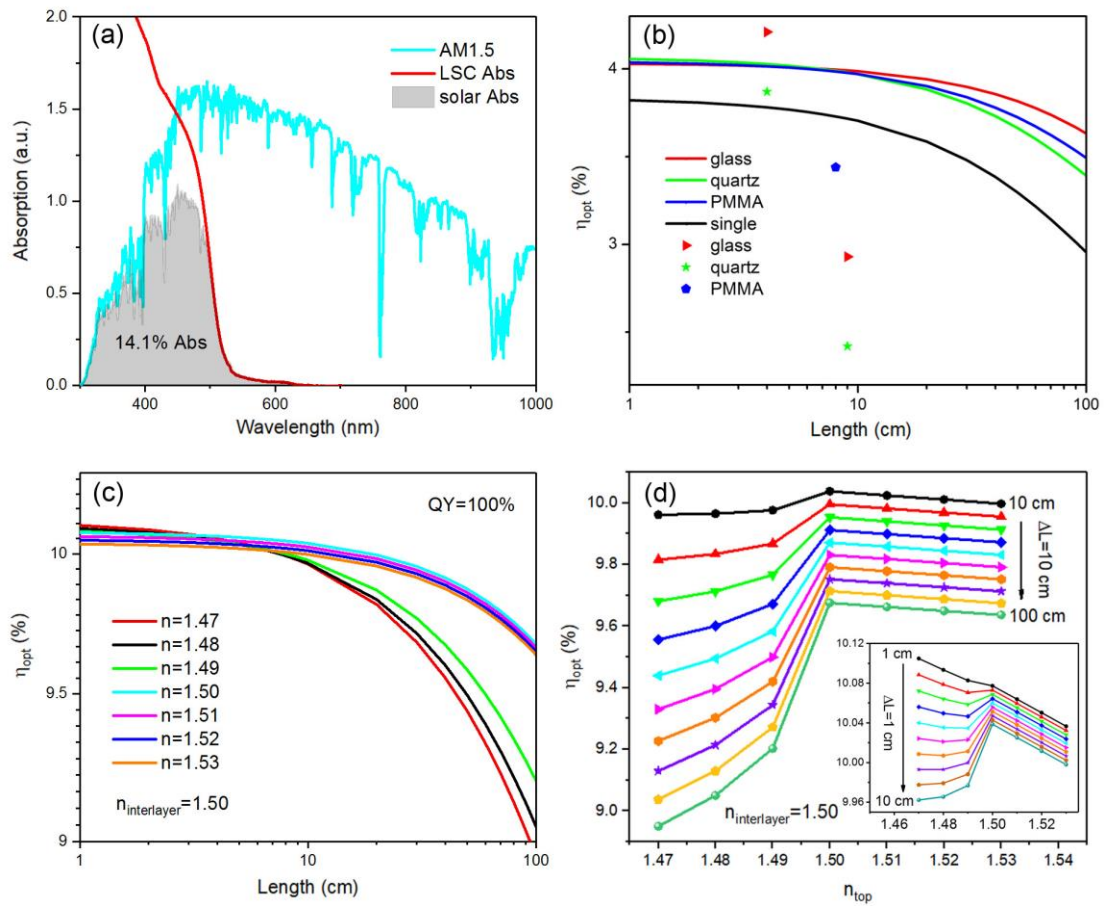 (a)
2.0
1.5
1.0
0.5
0.0
Absorption (a.u.)
AM1.5
LSC Abs
solar Abs
14.1% Abs
400
600
800
1000
Wavelength (nm)
(b)
4
3
η_opt (%)
glass
quartz
PMMA
single
glass
quartz
PMMA
1
10
100
Length (cm)
(c)
QY=100%
10
9.5
9
η_opt (%)
n=1.47
n=1.48
n=1.49
n=1.50
n=1.51
n=1.52
n=1.53
n_interlayer=1.50
1
10
100
Length (cm)
(d)
10.0
9.8
9.6
9.4
9.2
9.0
η_opt (%)
10 cm
ΔL=10 cm
100 cm
n_interlayer=1.50
10.12
10.08
10.04
10.00
9.96
1 cm
ΔL=1 cm
10 cm
1.46
1.48
1.50
1.52
1.47
1.48
1.49
1.50
1.51
1.52
1.53
1.54
n_top